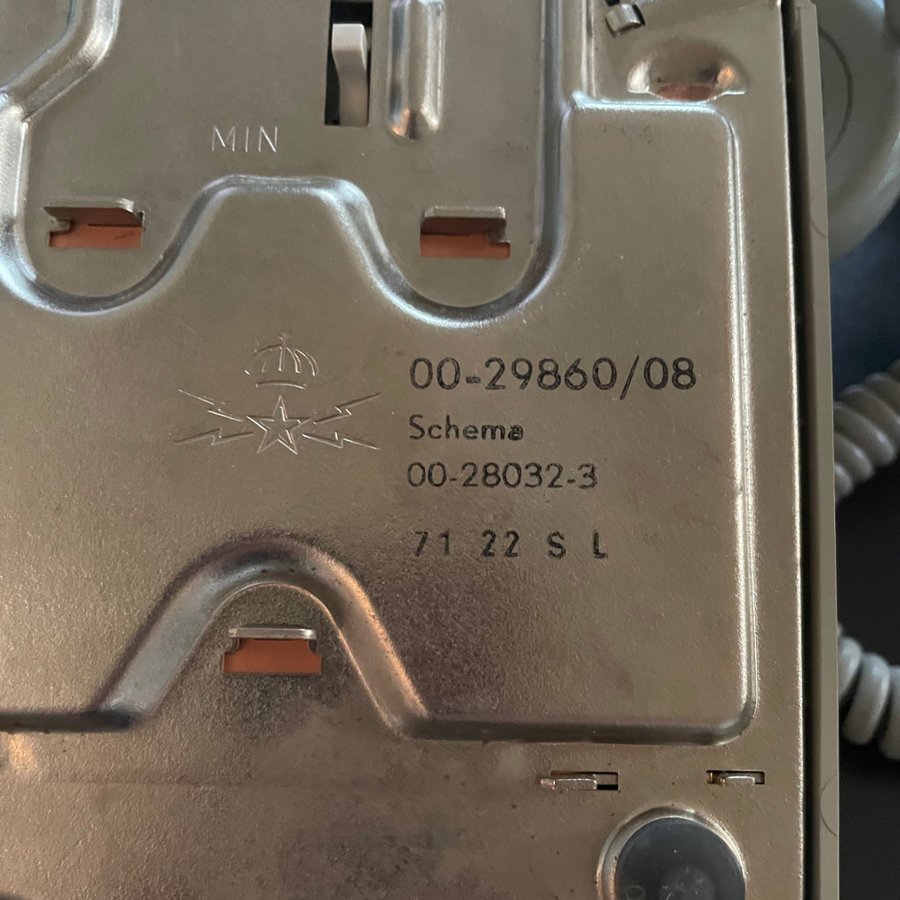 MIN
00-29860/08
Schema
00-28032-3
71 22 S L